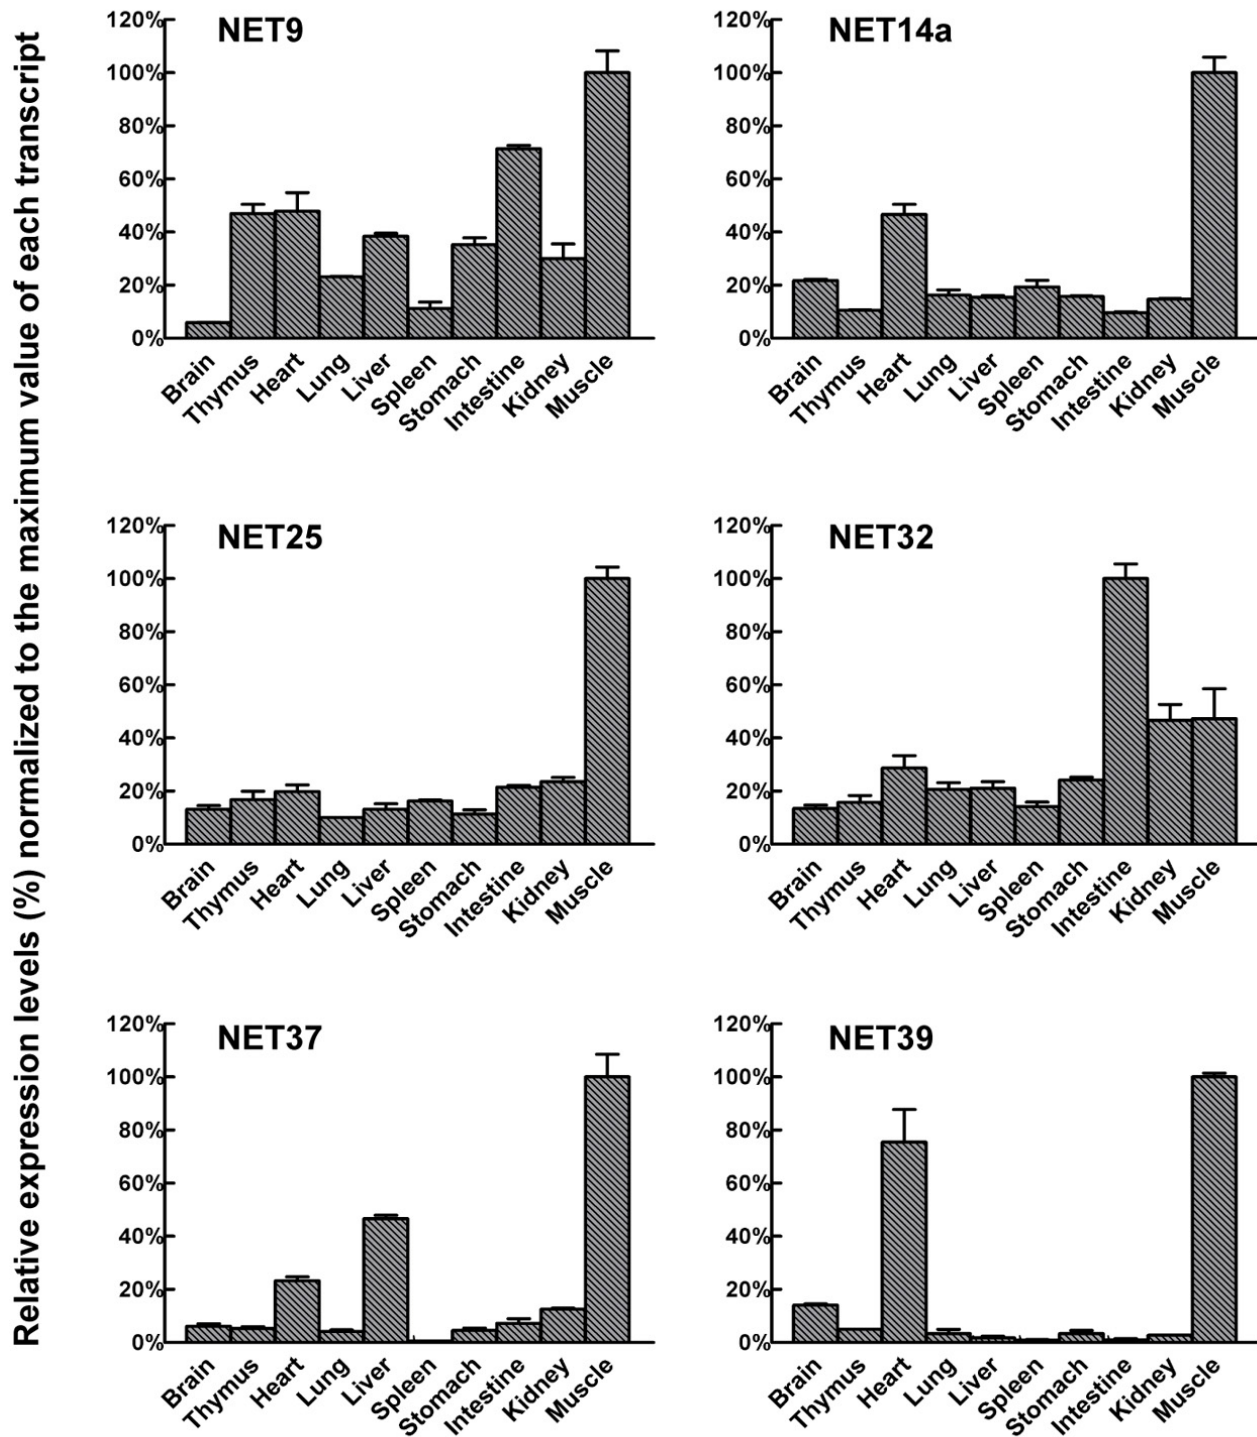 Relative expression levels (%) normalized to the maximum value of each transcript
NET9
120%
100%
80%
60%
40%
20%
0%
Brain
Thymus
Heart
Lung
Liver
Spleen
Stomach
Intestine
Kidney
Muscle
NET14a
120%
100%
80%
60%
40%
20%
0%
Brain
Thymus
Heart
Lung
Liver
Spleen
Stomach
Intestine
Kidney
Muscle
NET25
120%
100%
80%
60%
40%
20%
0%
Brain
Thymus
Heart
Lung
Liver
Spleen
Stomach
Intestine
Kidney
Muscle
NET32
120%
100%
80%
60%
40%
20%
0%
Brain
Thymus
Heart
Lung
Liver
Spleen
Stomach
Intestine
Kidney
Muscle
NET37
120%
100%
80%
60%
40%
20%
0%
Brain
Thymus
Heart
Lung
Liver
Spleen
Stomach
Intestine
Kidney
Muscle
NET39
120%
100%
80%
60%
40%
20%
0%
Brain
Thymus
Heart
Lung
Liver
Spleen
Stomach
Intestine
Kidney
Muscle